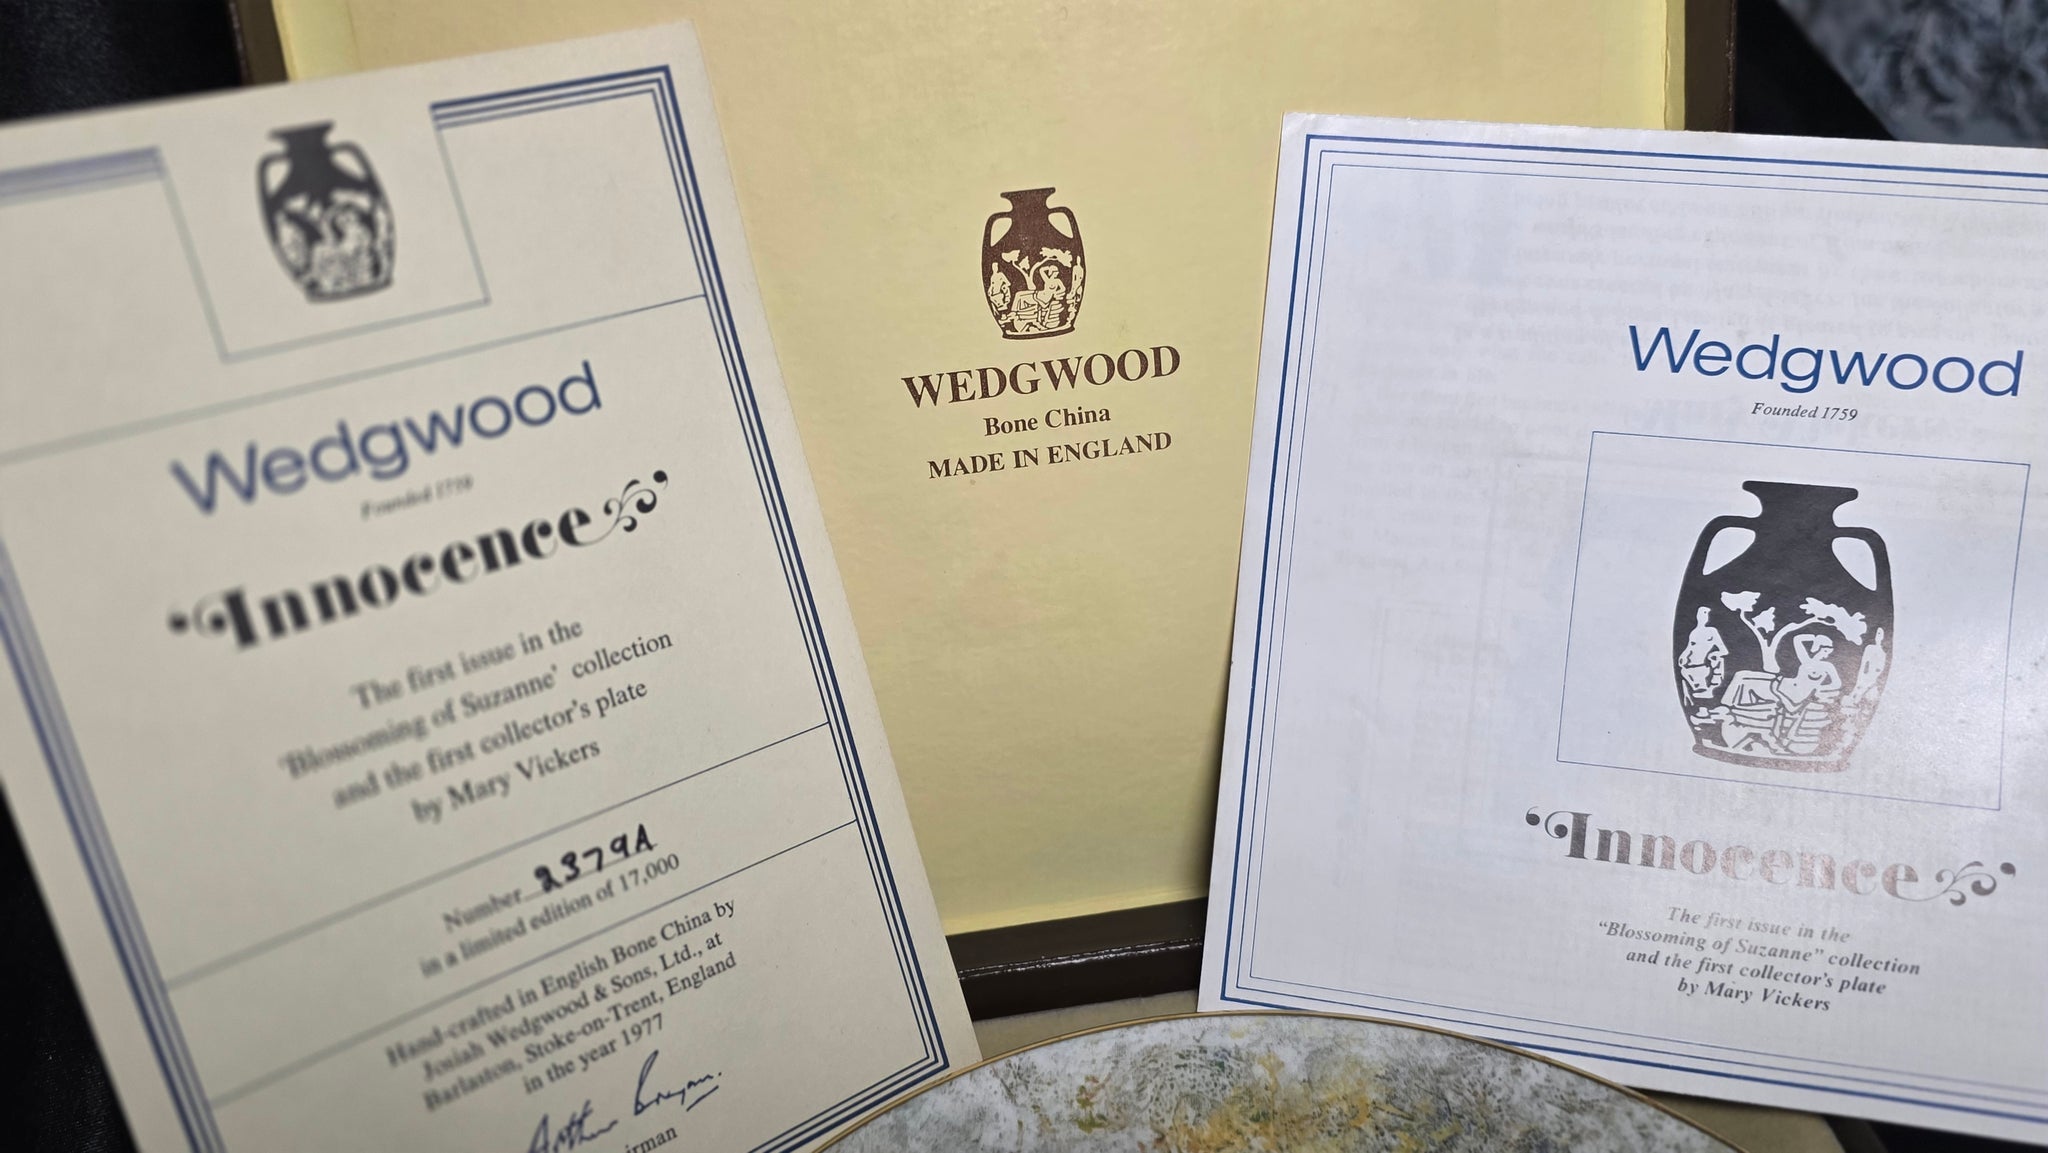 Wedgwood
Founded 1759
“Innocence”
The first issue in the
‘Blossoming of Suzanne’ collection
and the first collector's plate
by Mary Vickers
Number 2379A
in a limited edition of 17,000
Hand-crafted in English Bone China by
Josiah Wedgwood & Sons, Ltd., at
Barlaston, Stoke-on-Trent, England
in the year 1977
Arthur Bryan.
WEDGWOOD
Bone China
MADE IN ENGLAND
Wedgwood
Founded 1759
“Innocence”
The first issue in the
“Blossoming of Suzanne” collection
and the first collector's plate
by Mary Vickers